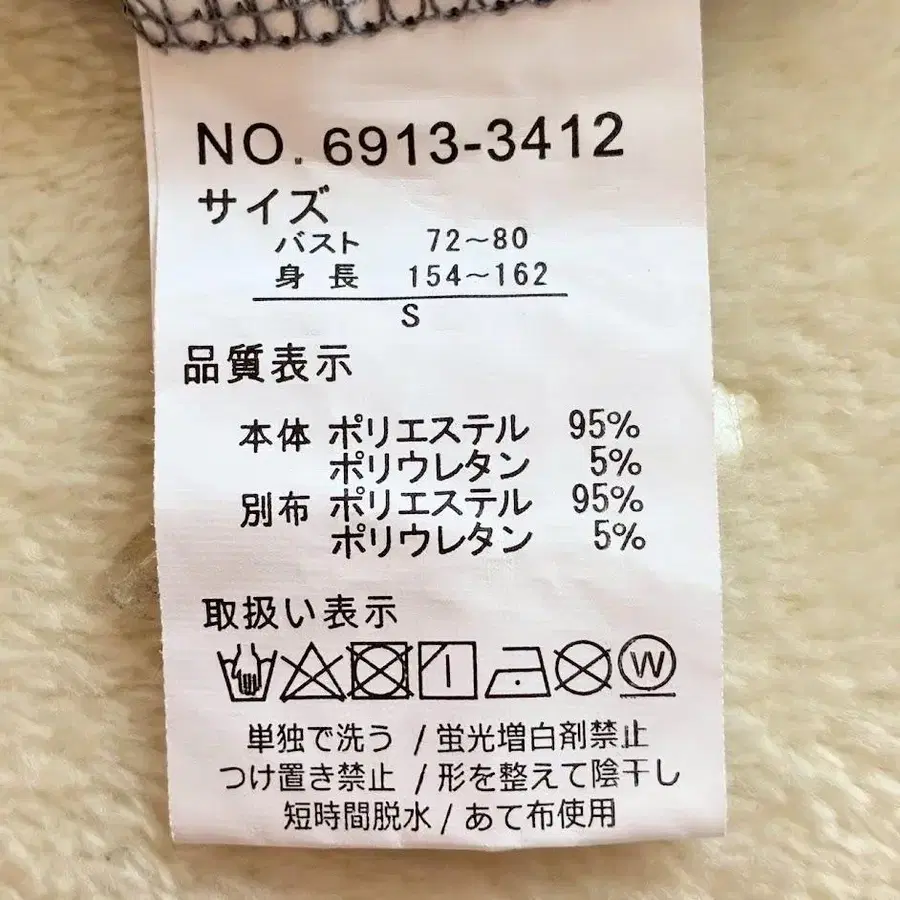 NO. 6913-3412
サイズ
バスト 72～80
身長 154～162
S
品質表示
本体 ポリエステル 95%
ポリウレタン 5%
別布 ポリエステル 95%
ポリウレタン 5%
取扱い表示
W
単独で洗う / 蛍光増白剤禁止
つけ置き禁止 / 形を整えて陰干し
短時間脱水 / あて布使用